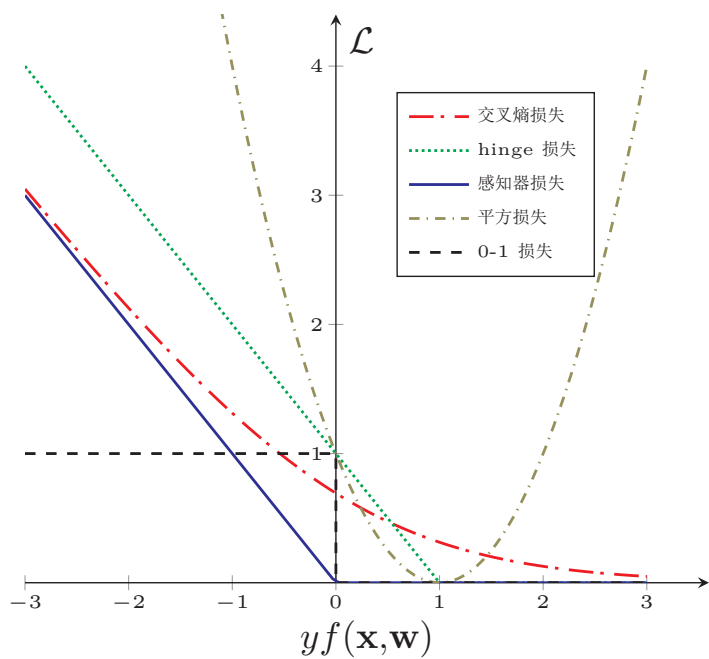 ℒ
4
3
2
1
交叉熵损失
hinge 损失
感知器损失
平方损失
0-1 损失
−3 −2 −1 0 1 2 3
yf(x,w)